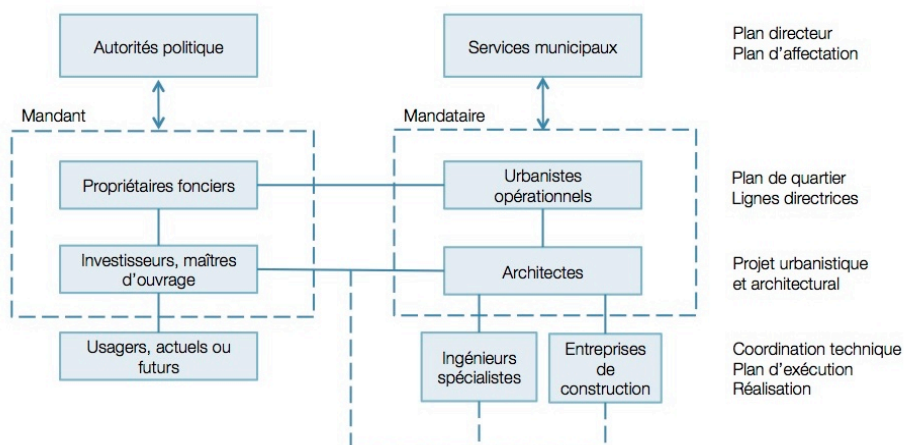 Autorités politique
Services municipaux
Plan directeur
Plan d'affectation
Mandant
Mandataire
Propriétaires fonciers
Urbanistes
opérationnels
Plan de quartier
Lignes directrices
Investisseurs, maîtres
d'ouvrage
Architectes
Projet urbanistique
et architectural
Usagers, actuels ou
futurs
Ingénieurs
spécialistes
Entreprises
de
construction
Coordination technique
Plan d'exécution
Réalisation